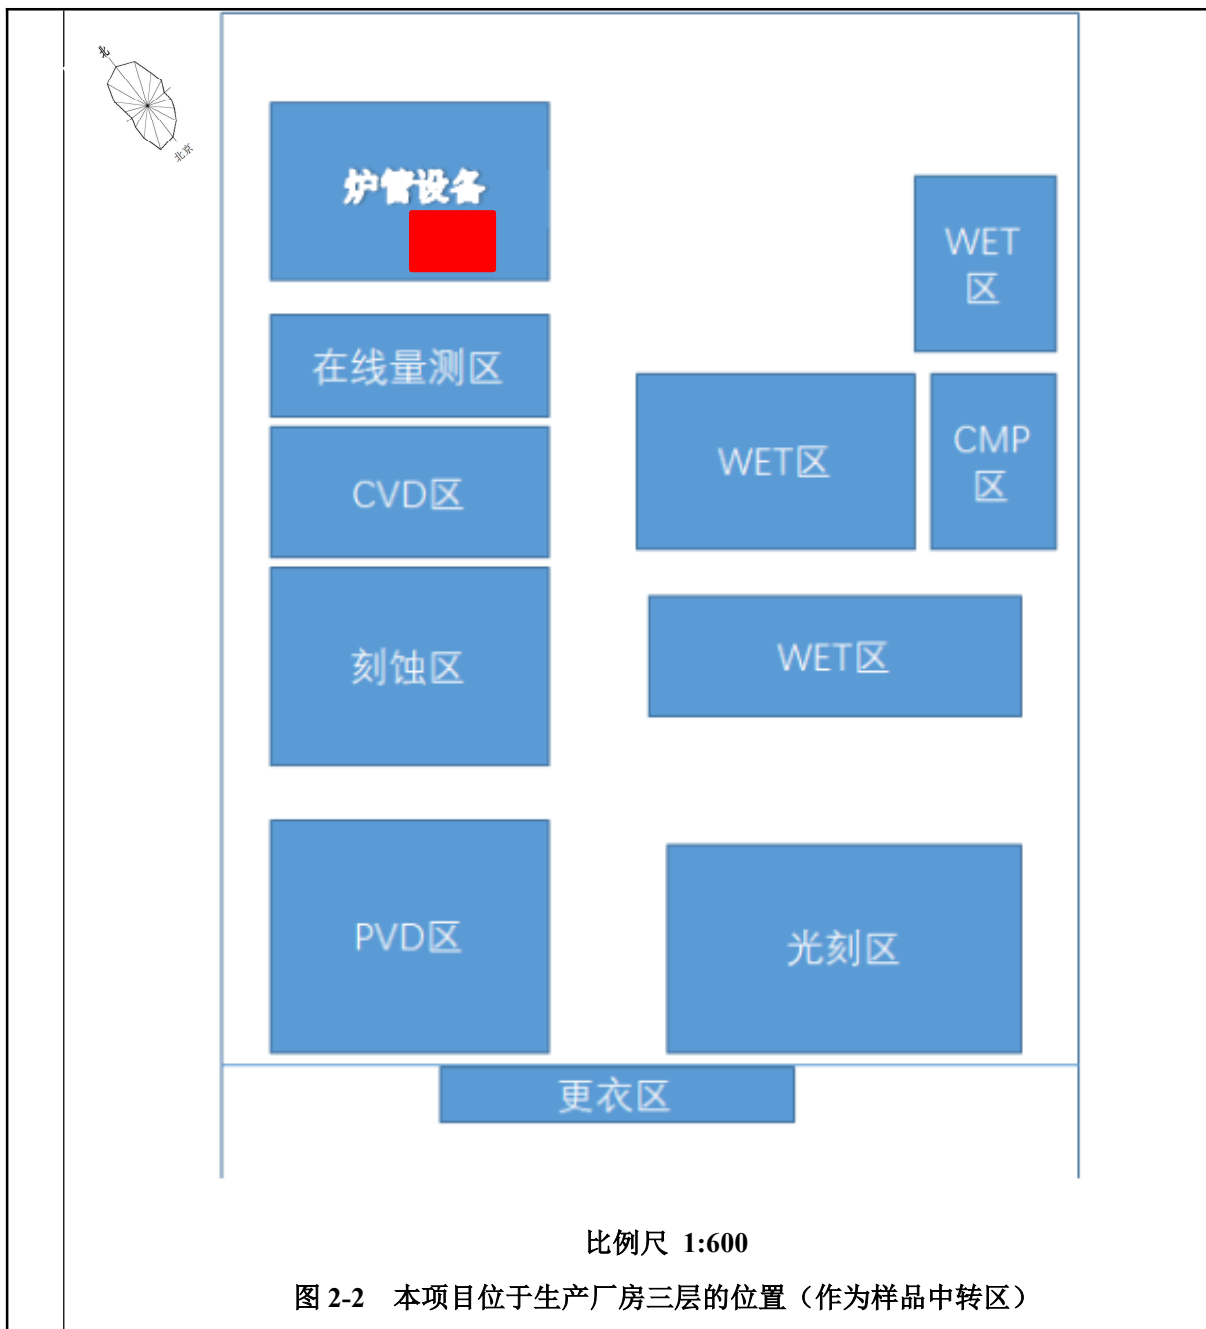 北
北京
炉管设备
WET
区
在线量测区
WET区
CMP
区
CVD区
刻蚀区
WET区
PVD区
光刻区
更衣区
比例尺 1:600
图 2-2 本项目位于生产厂房三层的位置（作为样品中转区）